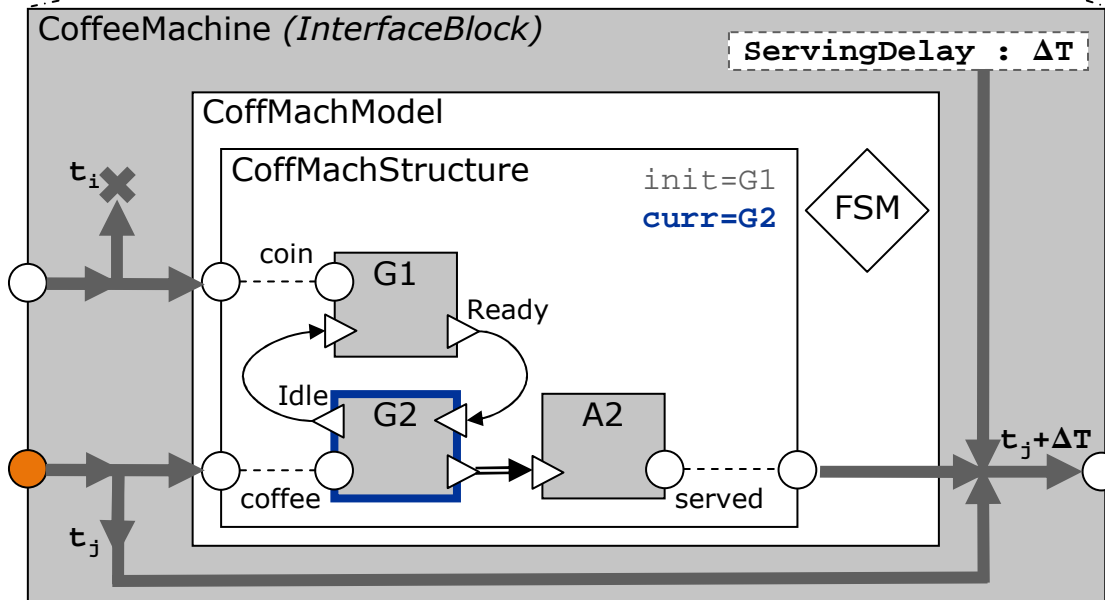 CoffeeMachine (InterfaceBlock)
ServingDelay : ΔT
CoffMachModel
CoffMachStructure
init=G1
curr=G2
FSM
tᵢ
coin
G1
Ready
Idle
G2
A2
coffee
served
tⱼ+ΔT
tⱼ